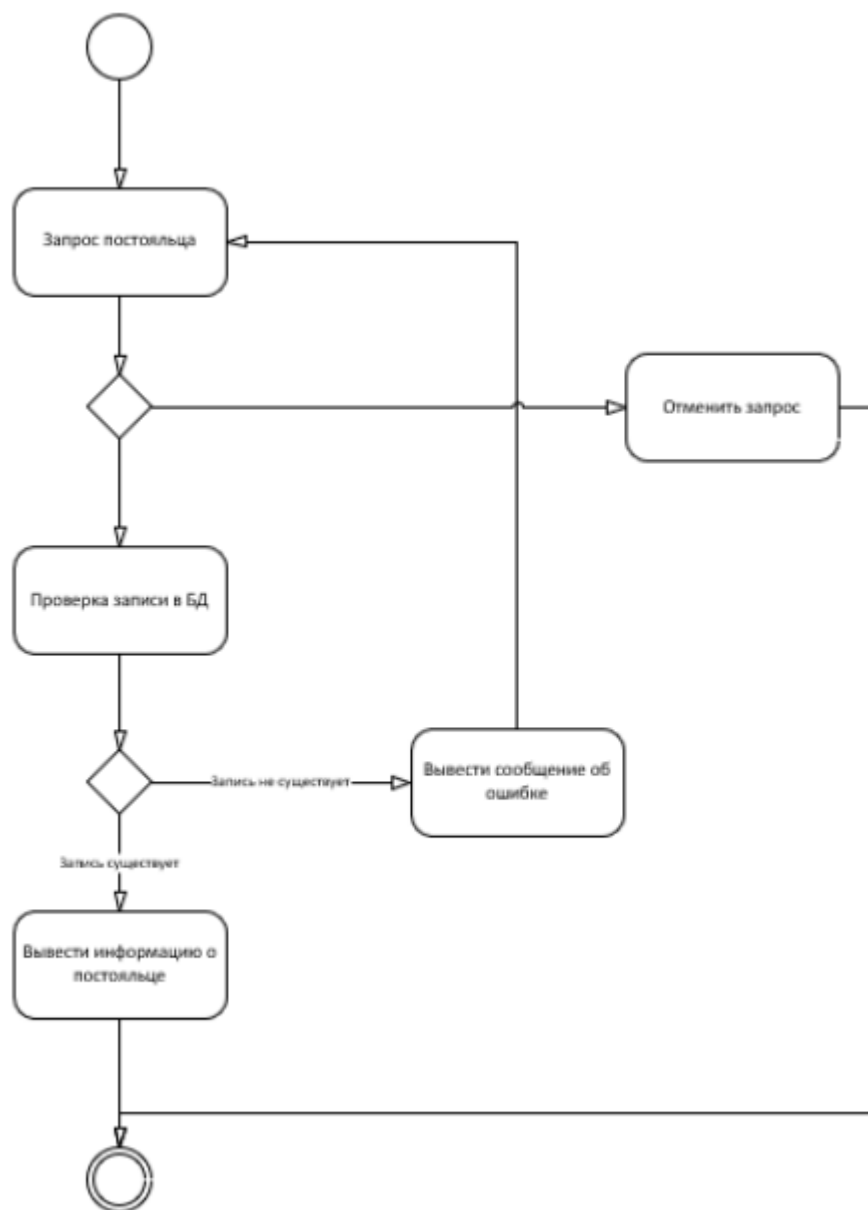 Запрос постояльца
Отменить запрос
Проверка записи в БД
Запись не существует
Вывести сообщение об
ошибке
Запись существует
Вывести информацию о
постояльце